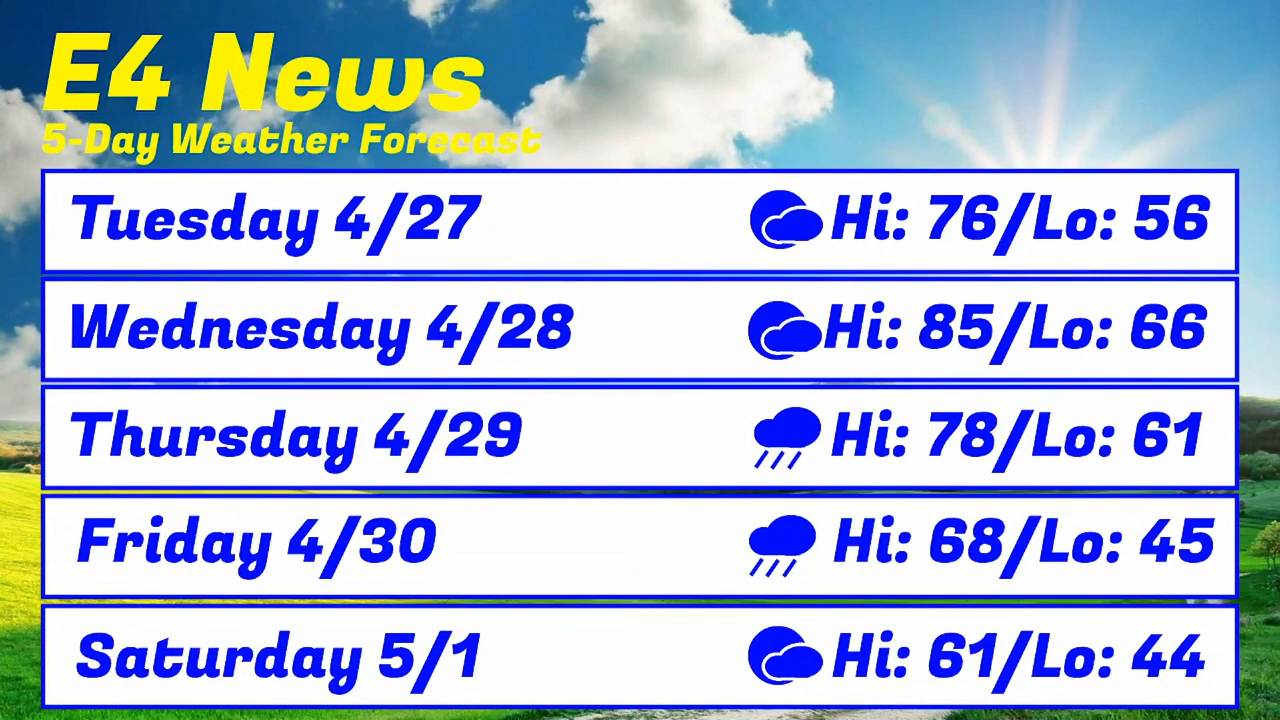 E4 News
5-Day Weather Forecast
Tuesday 4/27 Hi: 76/Lo: 56
Wednesday 4/28 Hi: 85/Lo: 66
Thursday 4/29 Hi: 78/Lo: 61
Friday 4/30 Hi: 68/Lo: 45
Saturday 5/1 Hi: 61/Lo: 44